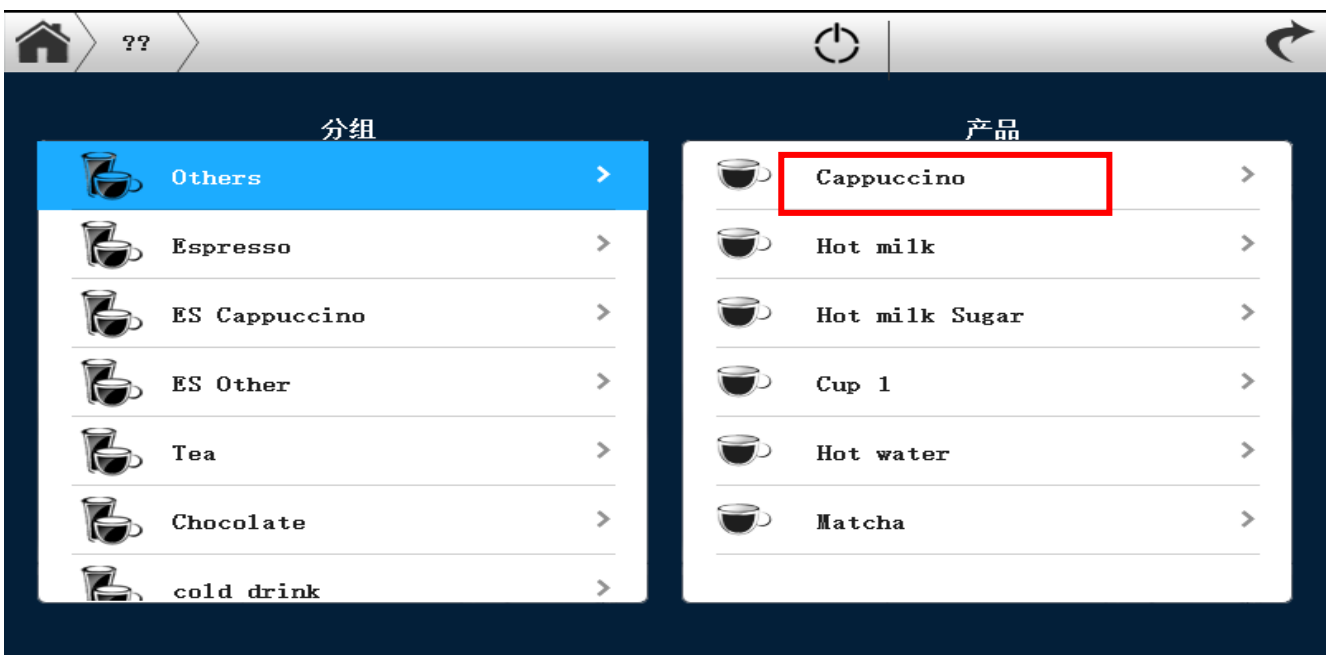 ??
分组
Others
Espresso
ES Cappuccino
ES Other
Tea
Chocolate
cold drink
产品
Cappuccino
Hot milk
Hot milk Sugar
Cup 1
Hot water
Matcha